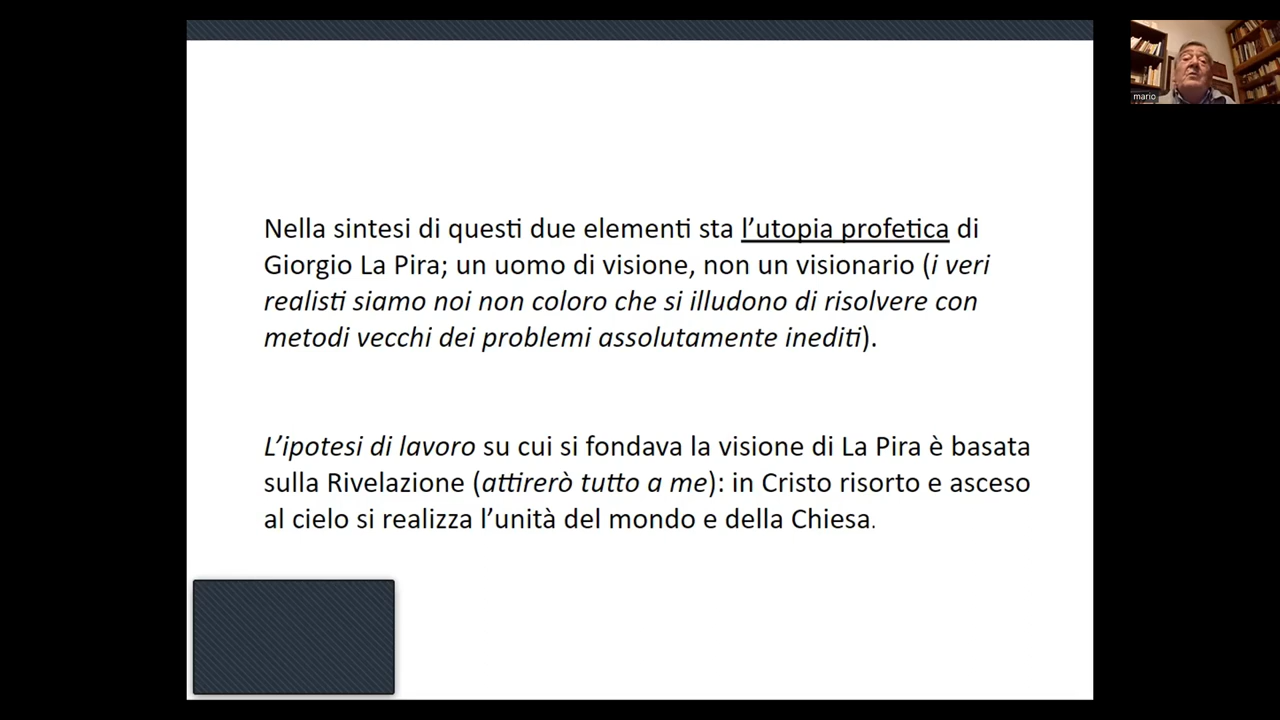 Nella sintesi di questi due elementi sta l’utopia profetica di
Giorgio La Pira; un uomo di visione, non un visionario (i veri
realisti siamo noi non coloro che si illudono di risolvere con
metodi vecchi dei problemi assolutamente inediti).
L’ipotesi di lavoro su cui si fondava la visione di La Pira è basata
sulla Rivelazione (attirerò tutto a me): in Cristo risorto e asceso
al cielo si realizza l’unità del mondo e della Chiesa.
mario